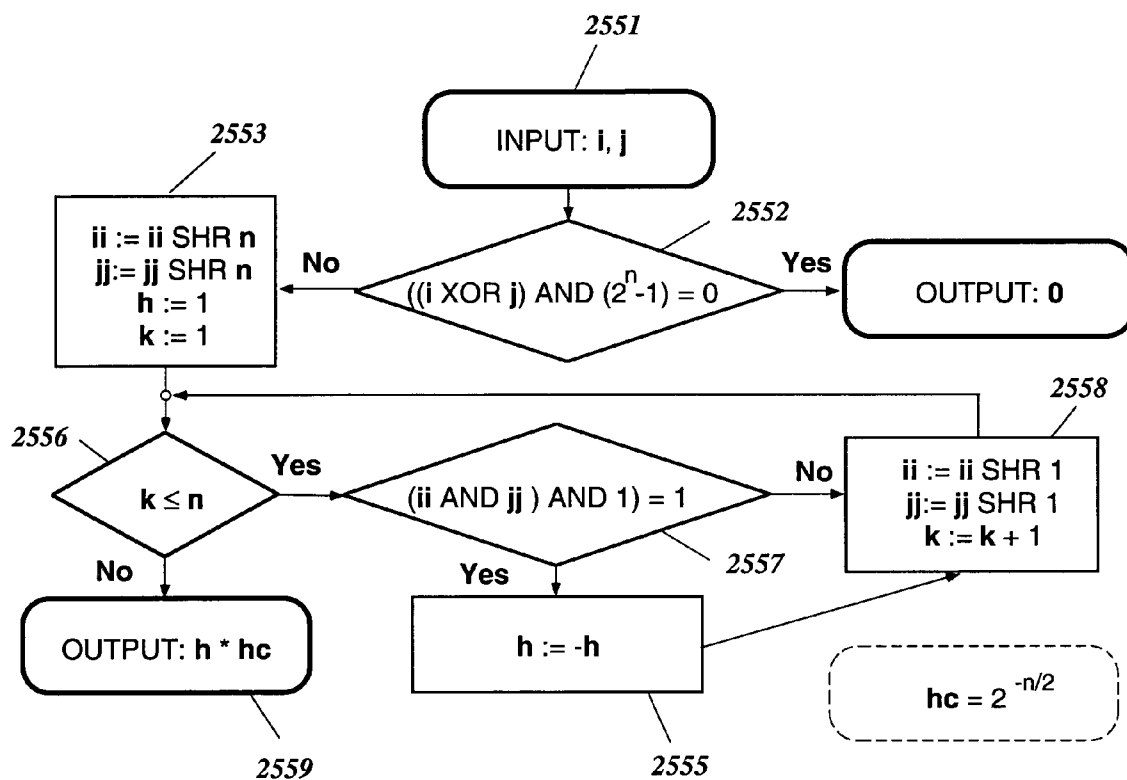 2551
INPUT: i, j
2553
ii := ii SHR n
jj:= jj SHR n
h := 1
k := 1
2552
No
((i XOR j) AND (2^n-1) = 0
Yes
OUTPUT: 0
2556
k ≤ n
Yes
(ii AND jj ) AND 1) = 1
No
2558
ii := ii SHR 1
jj:= jj SHR 1
k := k + 1
2557
No
Yes
OUTPUT: h * hc
h := -h
hc = 2^-n/2
2559
2555